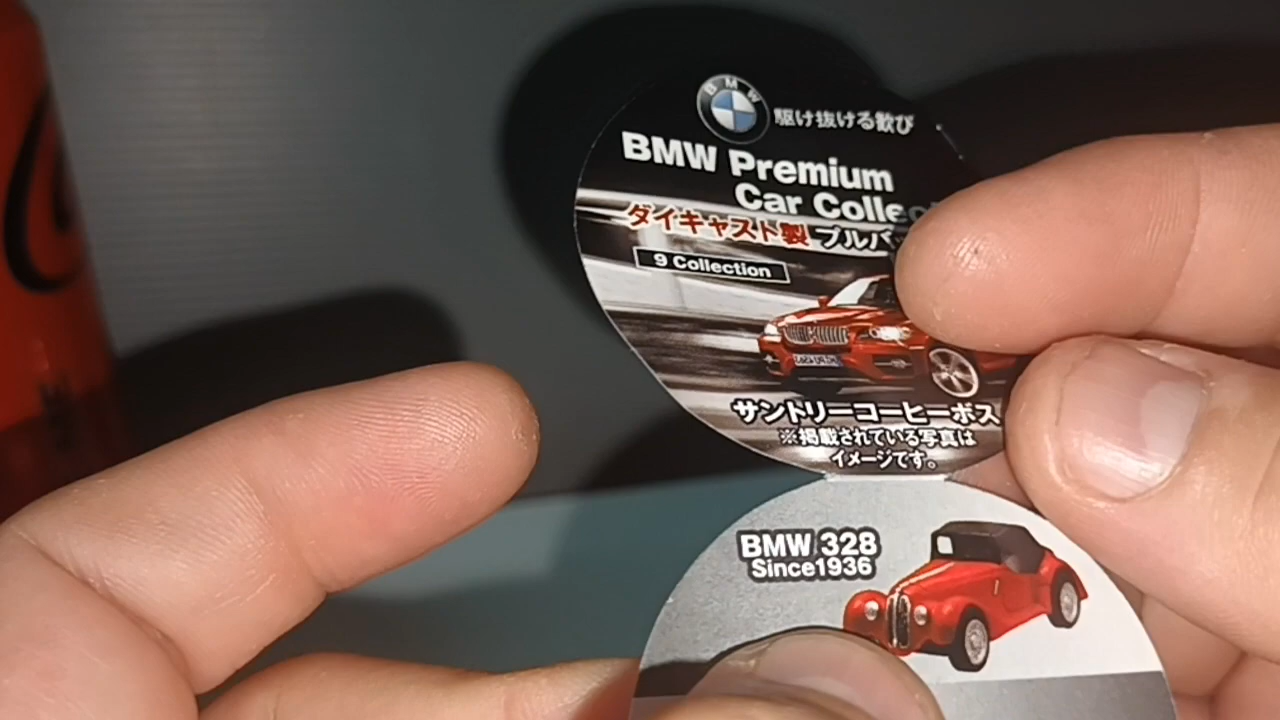 BMW
駆け抜ける歓び
BMW Premium
Car Collec
ダイキャスト製 プルバ
9 Collection
サントリーコーヒーボス
※掲載されている写真は
イメージです。
BMW 328
Since1936